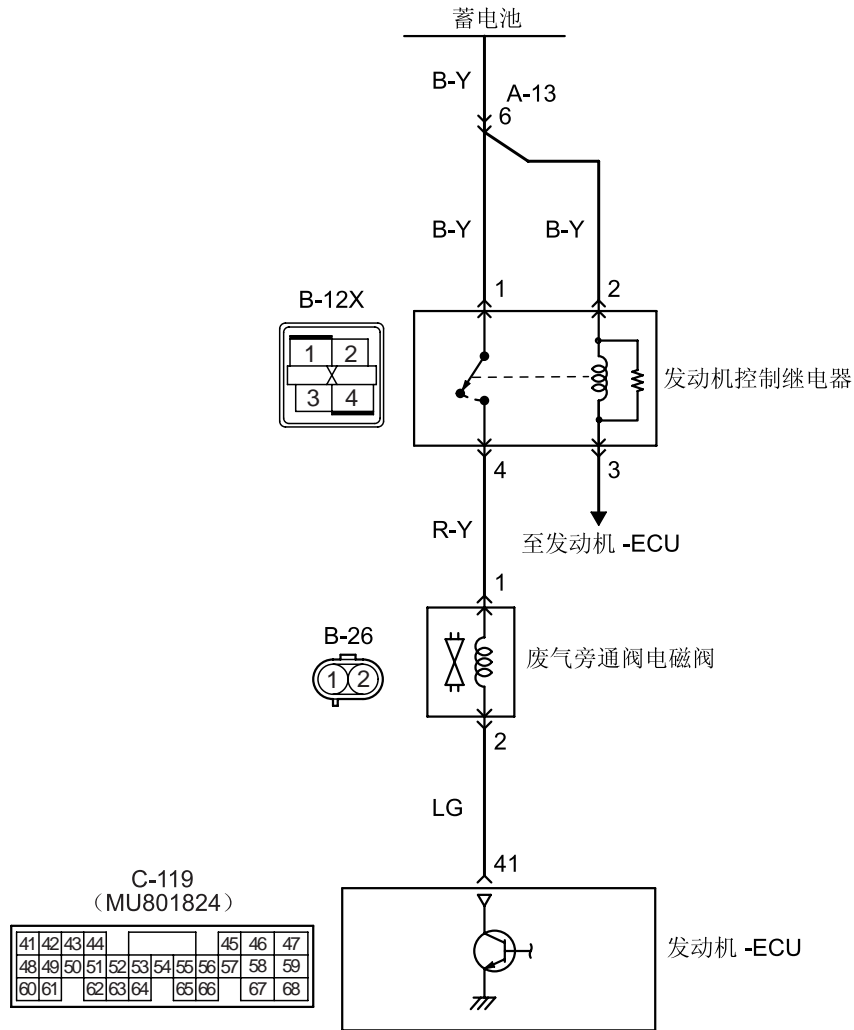 蓄电池
B-Y
A-13
6
B-Y
B-Y
1
2
B-12X
1 2
3 4
发动机控制继电器
4
3
R-Y
至发动机 -ECU
1
B-26
1 2
废气旁通阀电磁阀
2
LG
41
C-119
（MU801824）
41 42 43 44 45 46 47
48 49 50 51 52 53 54 55 56 57 58 59
60 61 62 63 64 65 66 67 68
发动机 -ECU